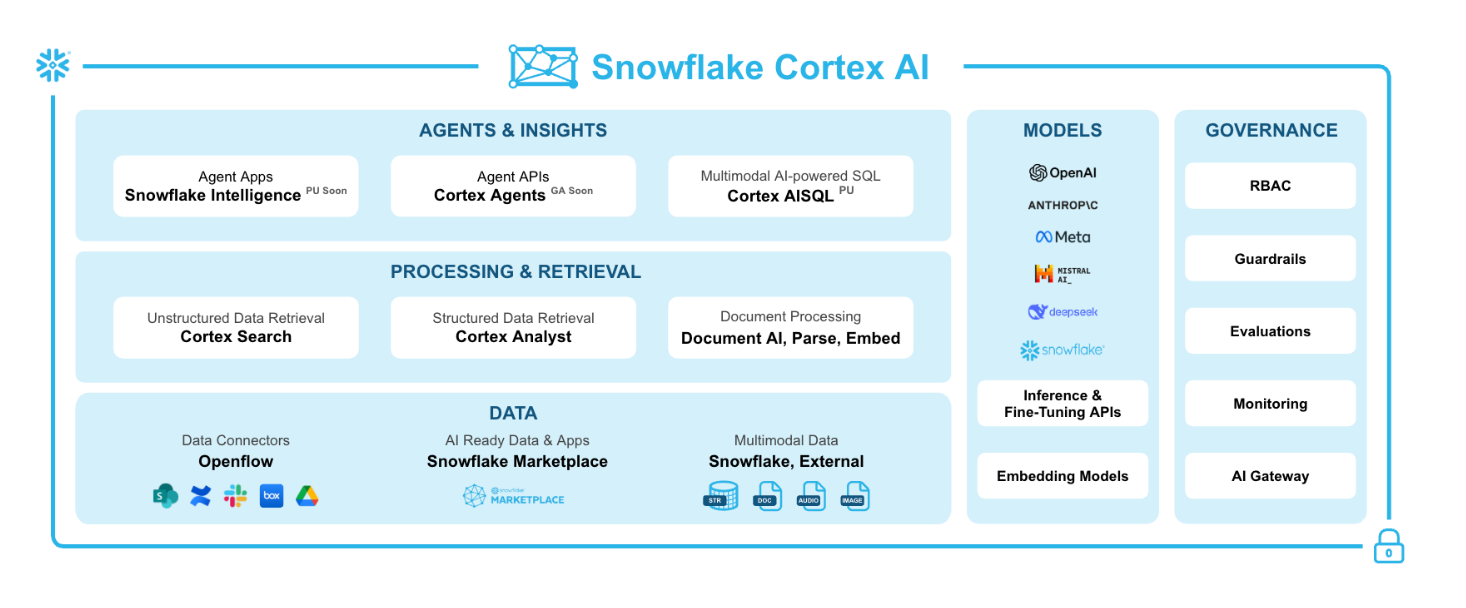 Snowflake Cortex AI
AGENTS & INSIGHTS
Agent Apps
Snowflake Intelligence PU Soon
Agent APIs
Cortex Agents GA Soon
Multimodal AI-powered SQL
Cortex AISQL PU
PROCESSING & RETRIEVAL
Unstructured Data Retrieval
Cortex Search
Structured Data Retrieval
Cortex Analyst
Document Processing
Document AI, Parse, Embed
DATA
Data Connectors
Openflow
S
box
AI Ready Data & Apps
Snowflake Marketplace
snowflake
MARKETPLACE
Multimodal Data
Snowflake, External
STR
DOC
AUDIO
IMAGE
MODELS
OpenAI
ANTHROP\C
Meta
MISTRAL
AI_
deepseek
snowflake®
Inference &
Fine-Tuning APIs
Embedding Models
GOVERNANCE
RBAC
Guardrails
Evaluations
Monitoring
AI Gateway